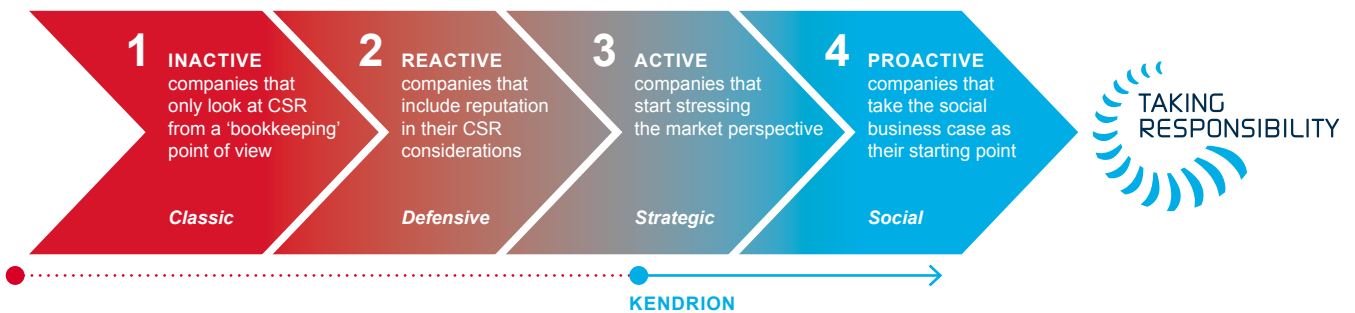 1 INACTIVE
companies that
only look at CSR
from a ‘bookkeeping’
point of view
Classic
2 REACTIVE
companies that
include reputation
in their CSR
considerations
Defensive
3 ACTIVE
companies that
start stressing
the market perspective
Strategic
4 PROACTIVE
companies that
take the social
business case as
their starting point
Social
TAKING
RESPONSIBILITY
KENDRION